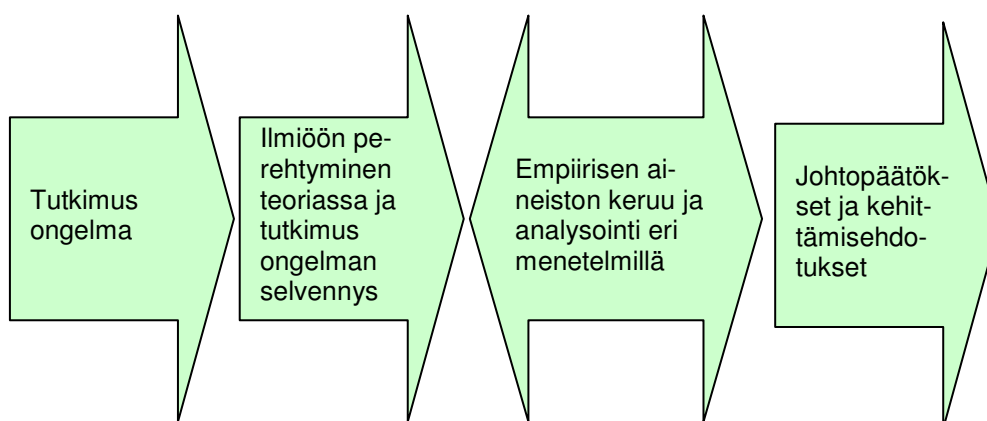 Tutkimus
ongelma
Ilmiöön pe-
rehtyminen
teoriassa ja
tutkimus
ongelman
selvennys
Empiirisen ai-
neiston keruu ja
analysointi eri
menetelmillä
Johtopäätök-
set ja kehit-
tämisehdo-
tukset